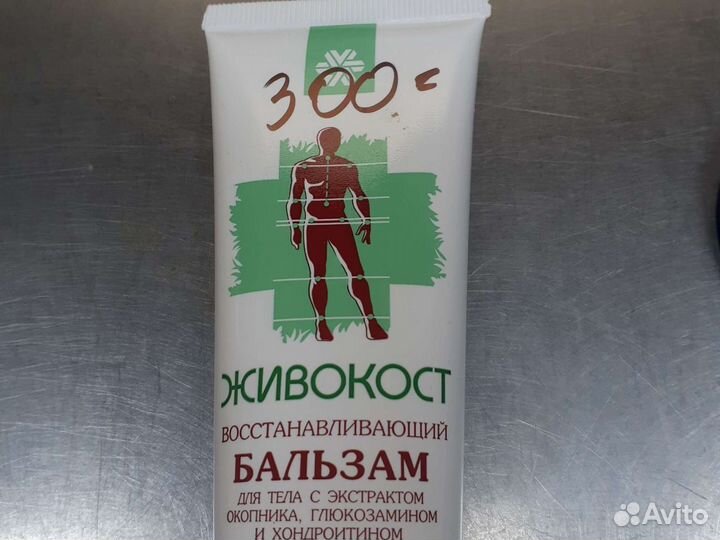 300=
ЖИВОКОСТ
ВОССТАНАВЛИВАЮЩИЙ
БАЛЬЗАМ
ДЛЯ ТЕЛА С ЭКСТРАКТОМ
ОКОПНИКА, ГЛЮКОЗАМИНОМ
И ХОНДРОИТИНОМ
Avito